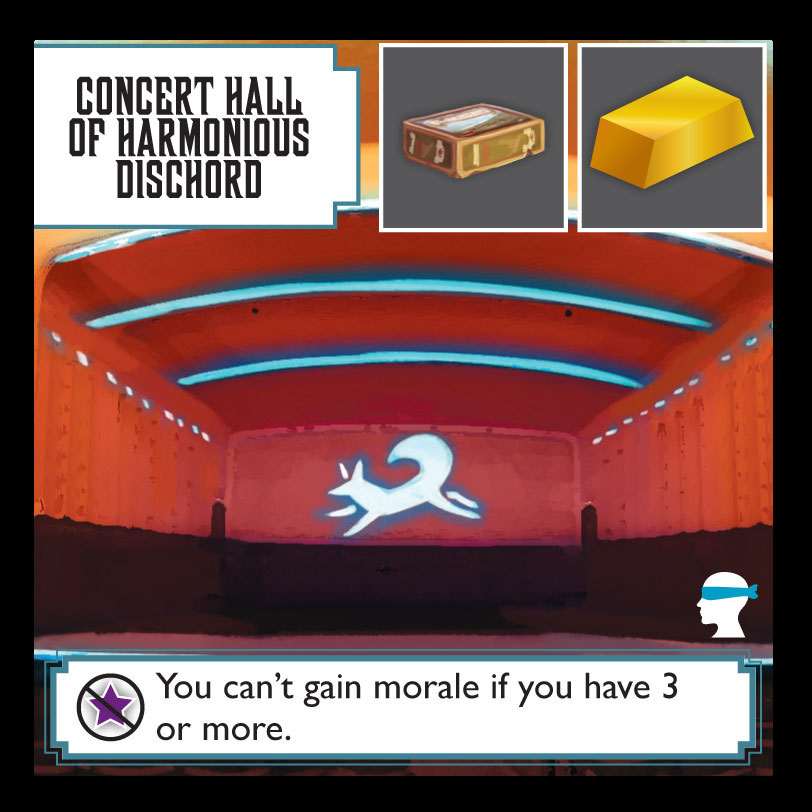 CONCERT HALL
OF HARMONIOUS
DISCHORD
You can't gain morale if you have 3
or more.